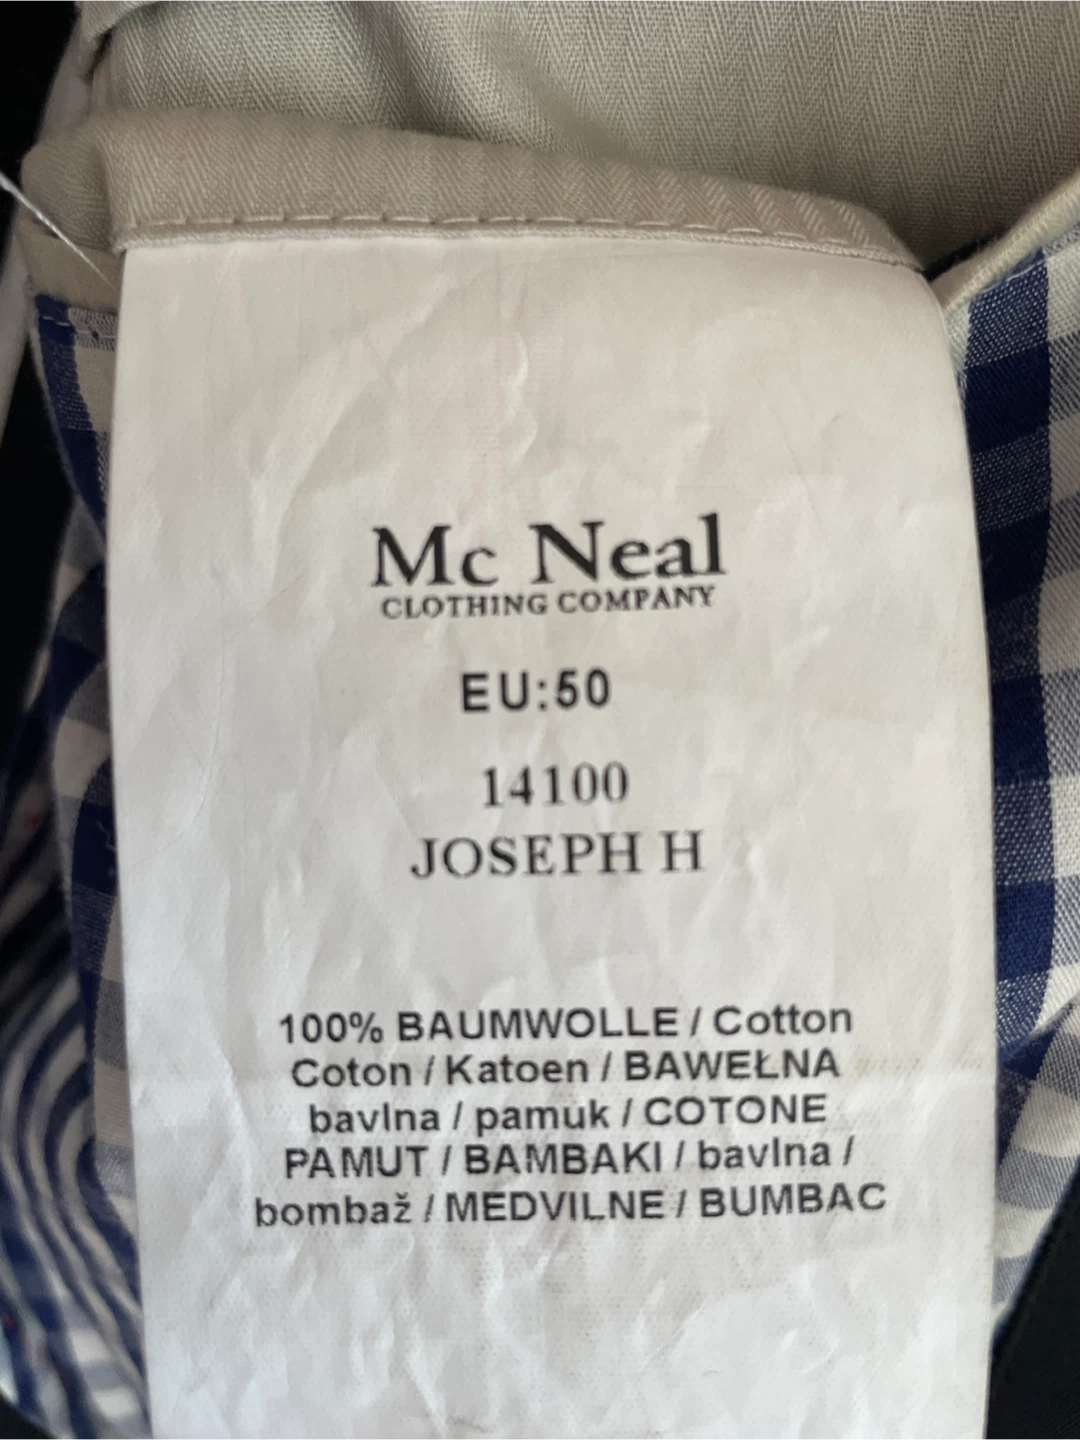 Mc Neal
CLOTHING COMPANY
EU:50
14100
JOSEPH H
100% BAUMWOLLE / Cotton
Coton / Katoen / BAWEŁNA
bavlna / pamuk / COTONE
PAMUT / BAMBAKI / bavlna /
bombaž / MEDVILNE / BUMBAC